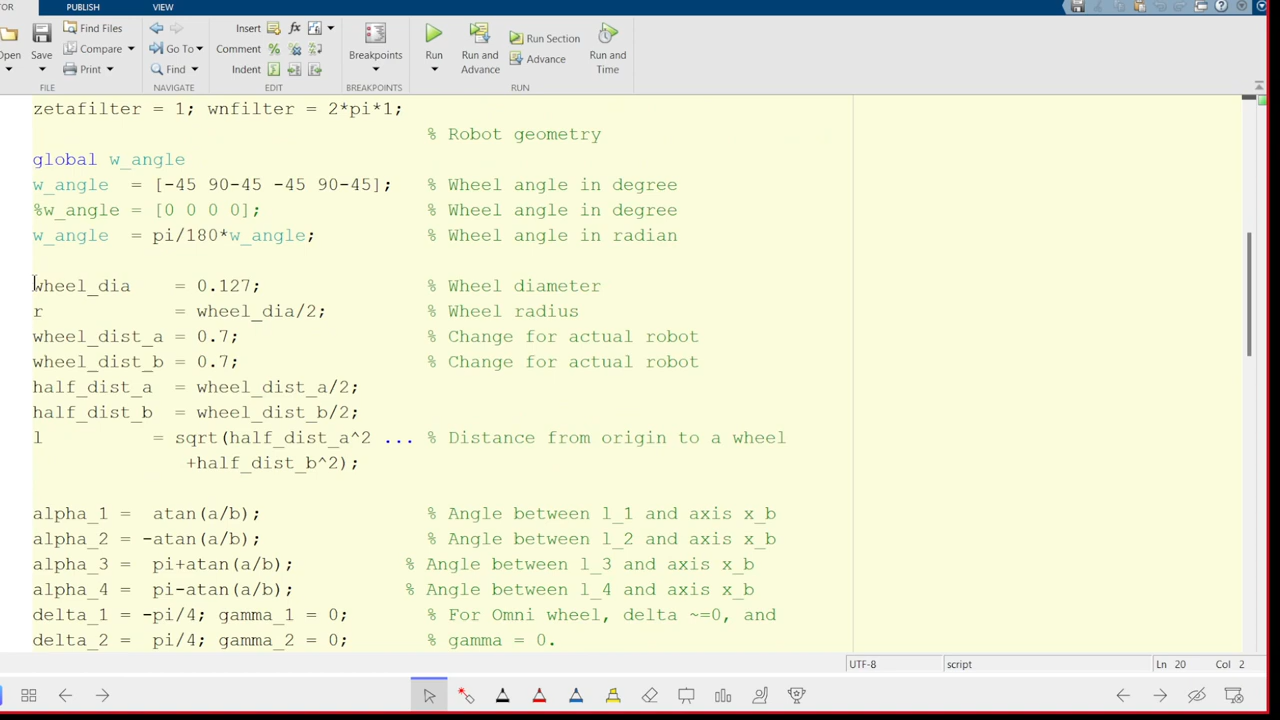 TOR PUBLISH VIEW
Open Save Find Files Compare Print FILE
Go To Find NAVIGATE
Insert fx Comment Indent EDIT
Breakpoints BREAKPOINTS
Run Run and Advance Run Section Advance Run and Time RUN
zetafilter = 1; wnfilter = 2*pi*1;
% Robot geometry
global w_angle
w_angle = [-45 90-45 -45 90-45]; % Wheel angle in degree
%w_angle = [0 0 0 0]; % Wheel angle in degree
w_angle = pi/180*w_angle; % Wheel angle in radian
wheel_dia = 0.127; % Wheel diameter
r = wheel_dia/2; % Wheel radius
wheel_dist_a = 0.7; % Change for actual robot
wheel_dist_b = 0.7; % Change for actual robot
half_dist_a = wheel_dist_a/2;
half_dist_b = wheel_dist_b/2;
l = sqrt(half_dist_a^2 ... % Distance from origin to a wheel
+half_dist_b^2);
alpha_1 = atan(a/b); % Angle between l_1 and axis x_b
alpha_2 = -atan(a/b); % Angle between l_2 and axis x_b
alpha_3 = pi+atan(a/b); % Angle between l_3 and axis x_b
alpha_4 = pi-atan(a/b); % Angle between l_4 and axis x_b
delta_1 = -pi/4; gamma_1 = 0; % For Omni wheel, delta ~=0, and
delta_2 = pi/4; gamma_2 = 0; % gamma = 0.
UTF-8 script Ln 20 Col 2